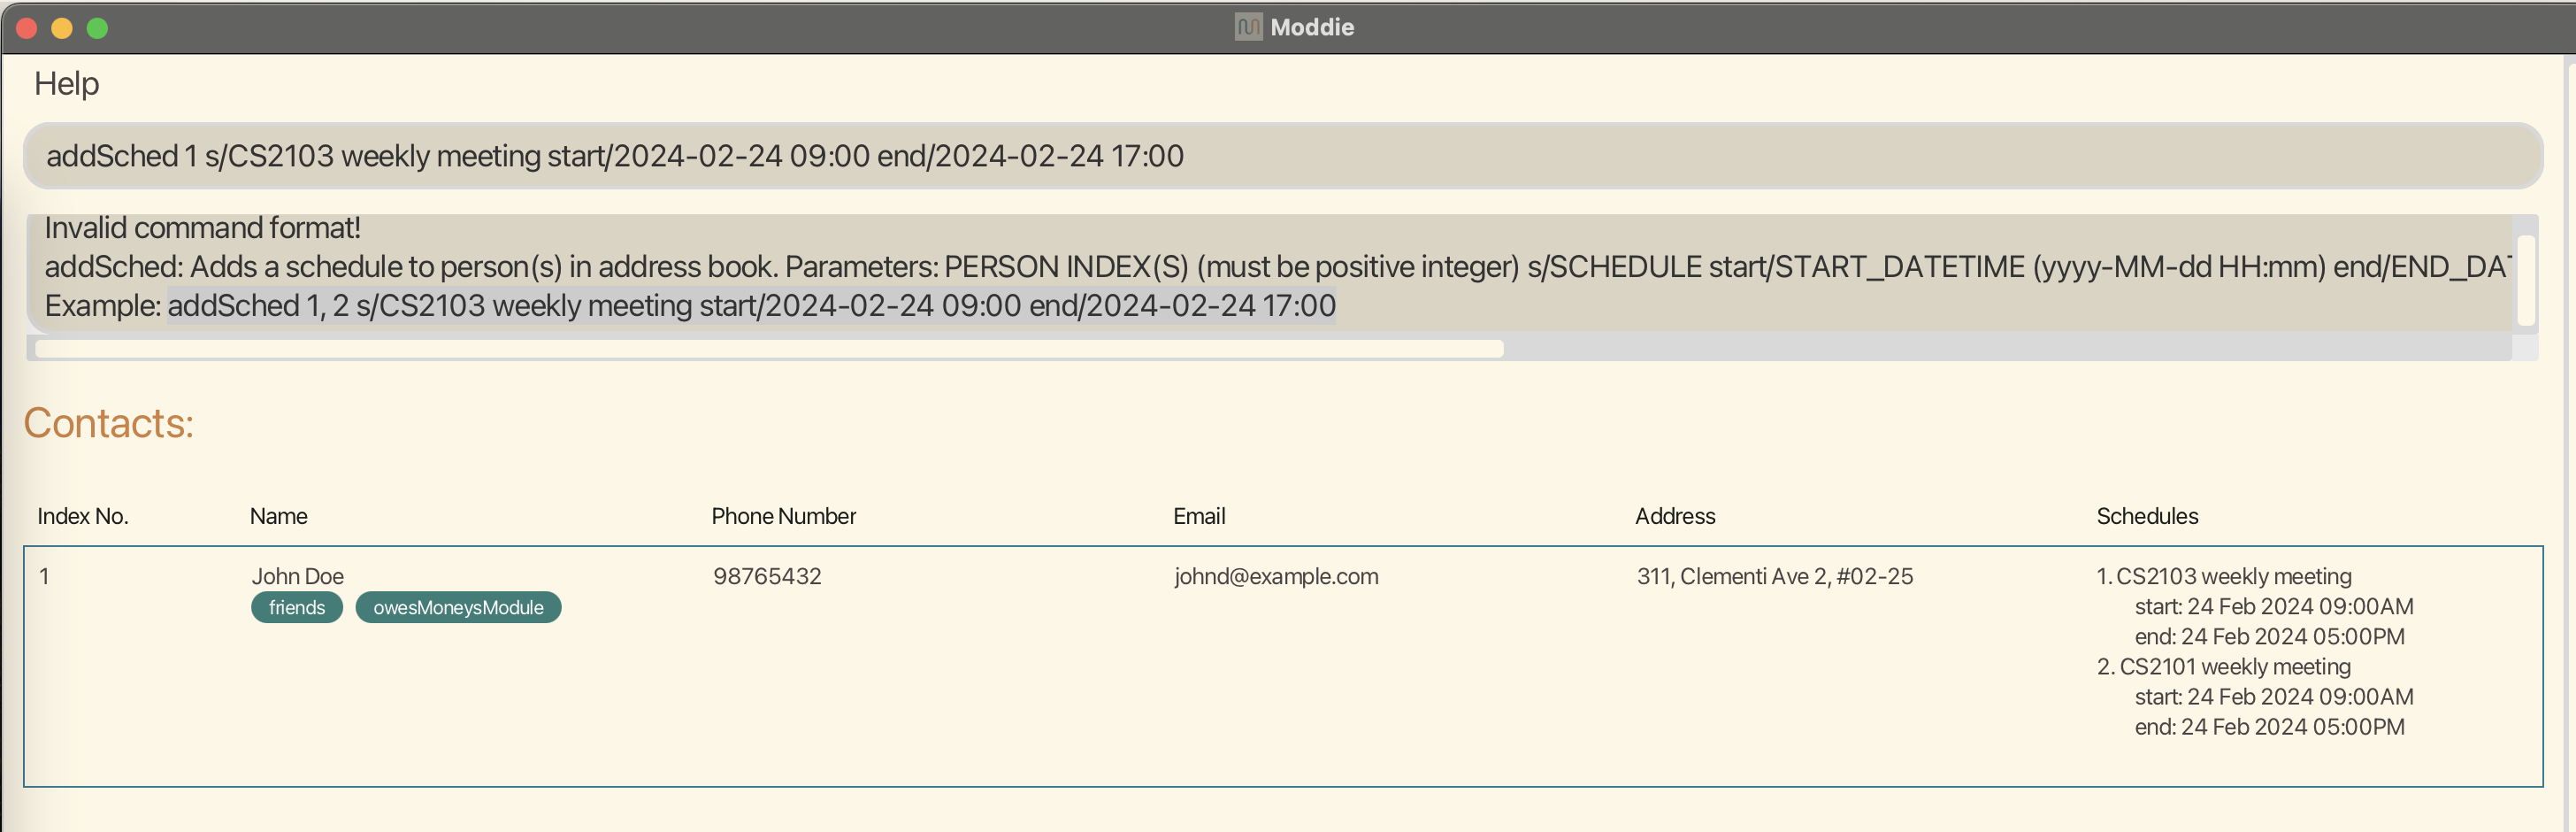 Moddie
Help
addSched 1 s/CS2103 weekly meeting start/2024-02-24 09:00 end/2024-02-24 17:00
Invalid command format!
addSched: Adds a schedule to person(s) in address book. Parameters: PERSON INDEX(S) (must be positive integer) s/SCHEDULE start/START_DATETIME (yyyy-MM-dd HH:mm) end/END_DAT
Example: addSched 1, 2 s/CS2103 weekly meeting start/2024-02-24 09:00 end/2024-02-24 17:00
Contacts:
Index No. Name Phone Number Email Address Schedules
1 John Doe 98765432 johnd@example.com 311, Clementi Ave 2, #02-25 1. CS2103 weekly meeting
friends owesMoneysModule start: 24 Feb 2024 09:00AM
end: 24 Feb 2024 05:00PM
2. CS2101 weekly meeting
start: 24 Feb 2024 09:00AM
end: 24 Feb 2024 05:00PM